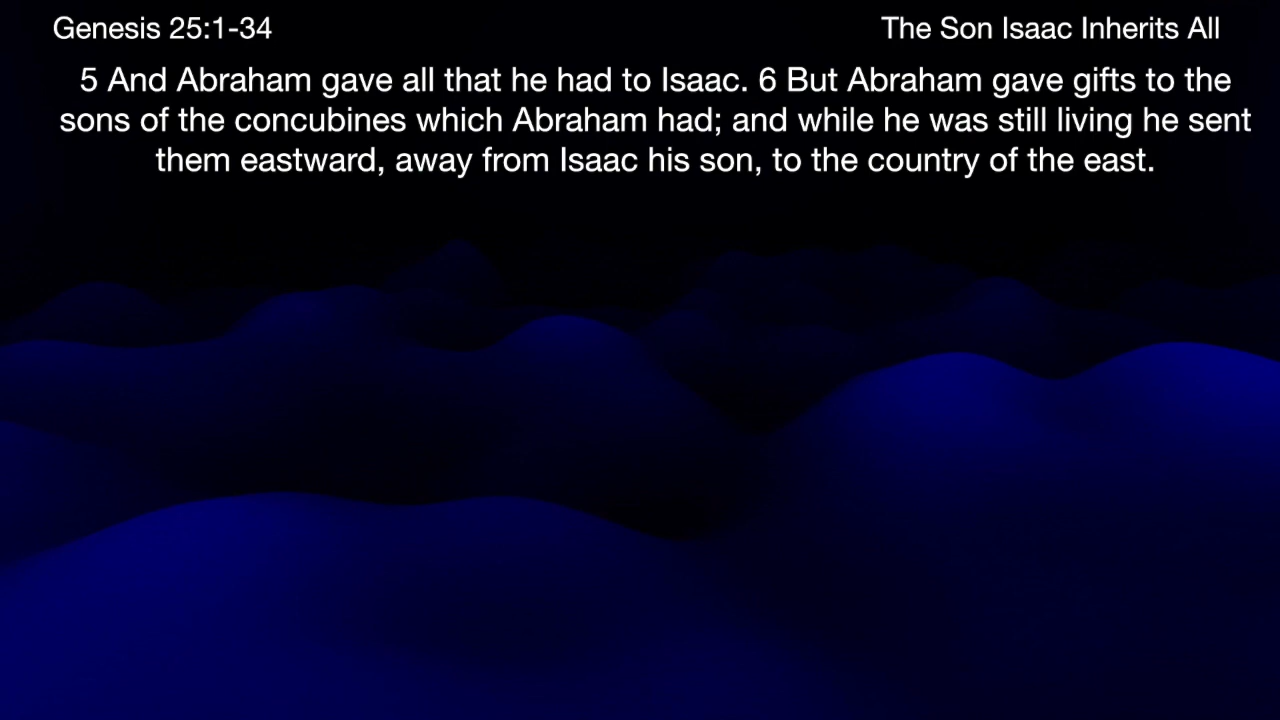 Genesis 25:1-34
The Son Isaac Inherits All
5 And Abraham gave all that he had to Isaac. 6 But Abraham gave gifts to the
sons of the concubines which Abraham had; and while he was still living he sent
them eastward, away from Isaac his son, to the country of the east.